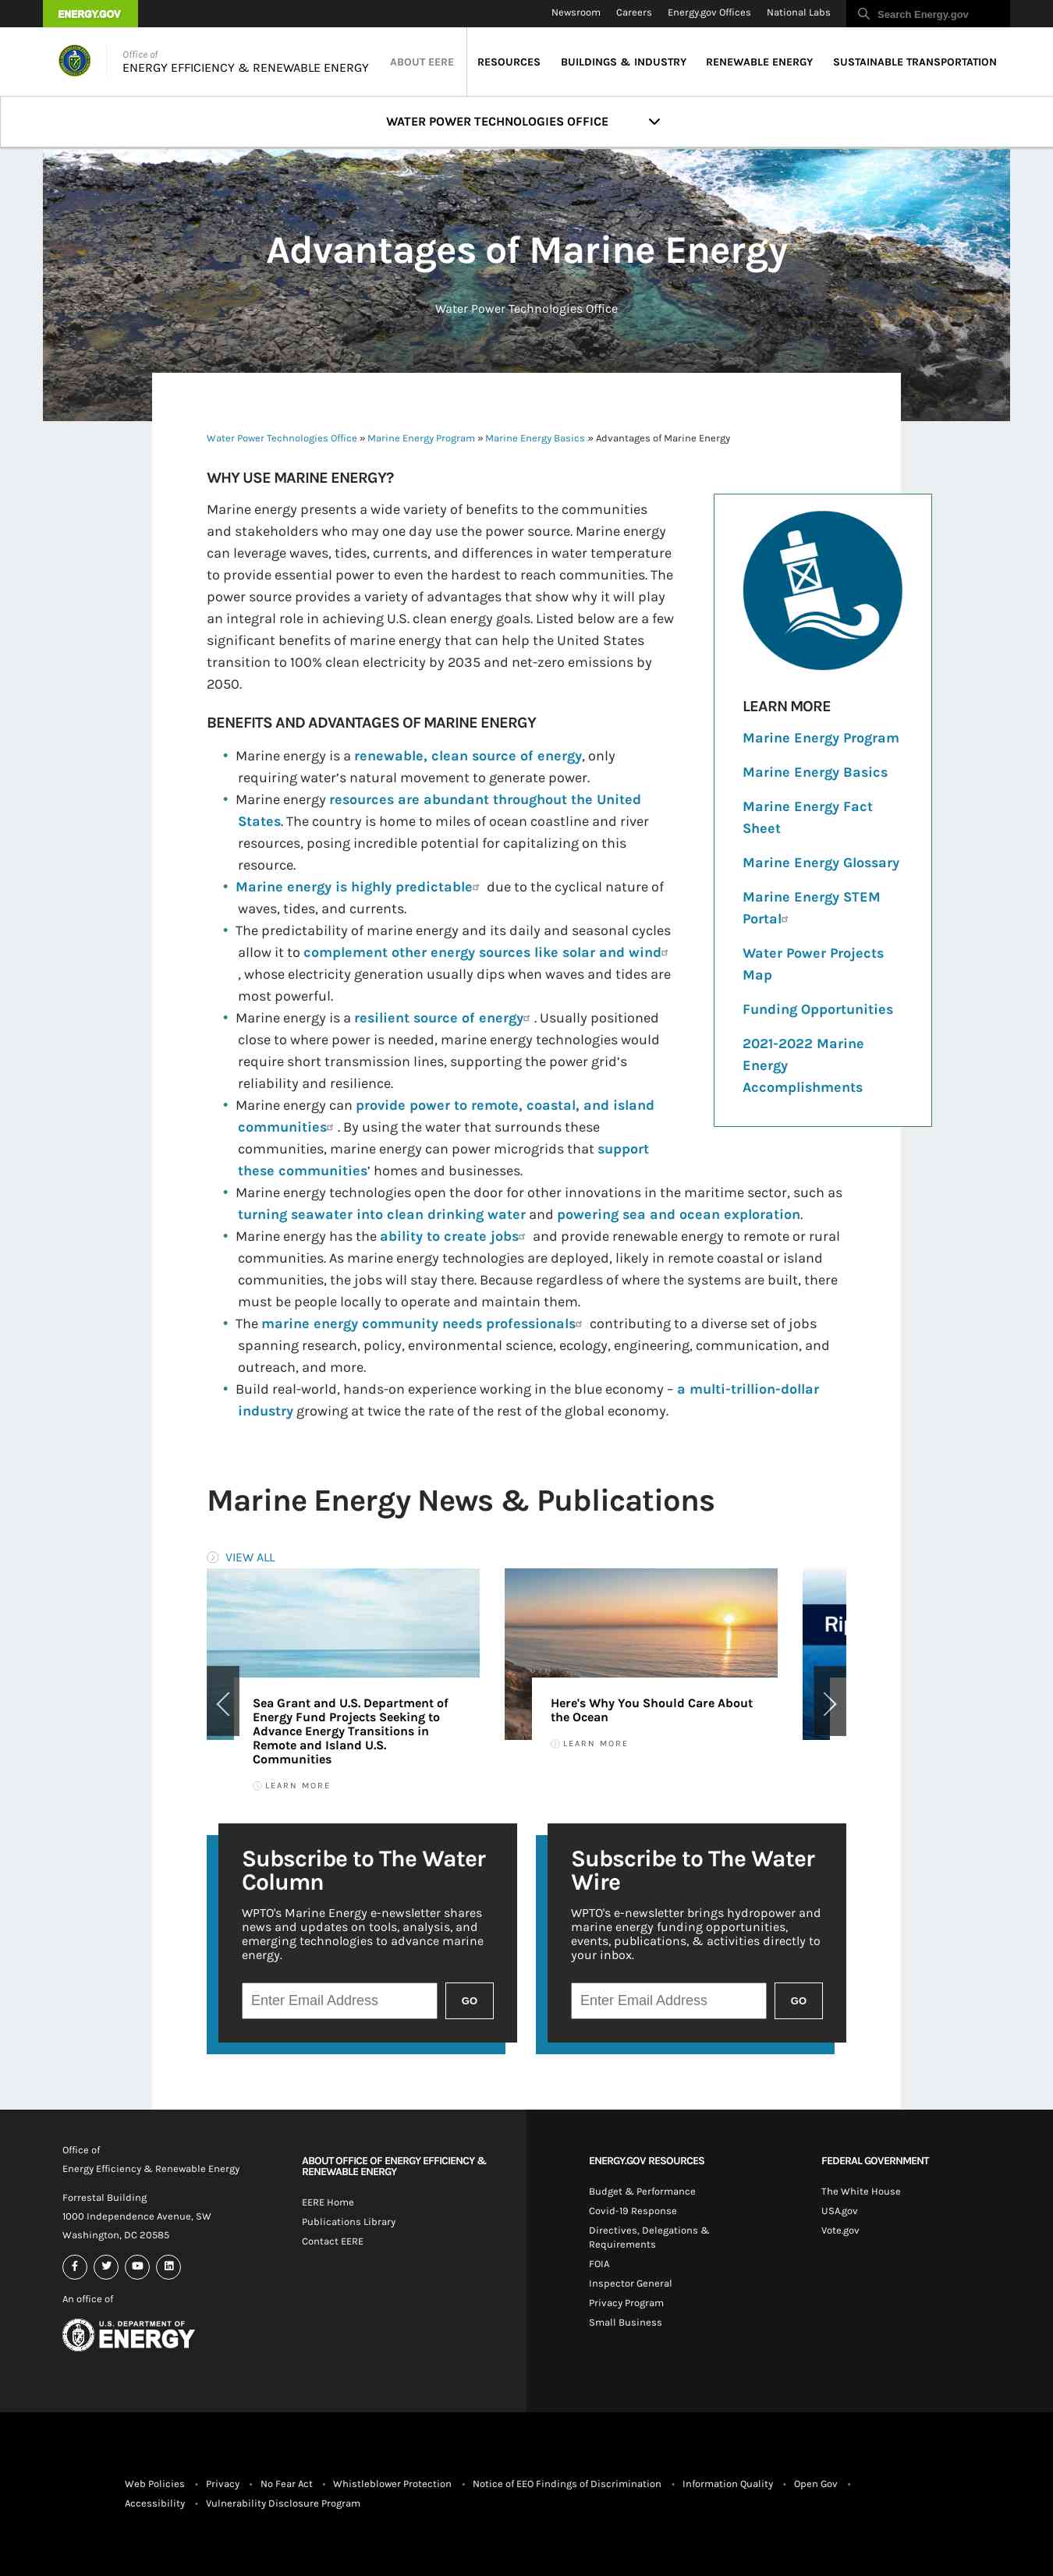 ENERGY.GOV
Newsroom Careers Energy.gov Offices National Labs Search Energy.gov
Office of
ENERGY EFFICIENCY & RENEWABLE ENERGY
ABOUT EERE RESOURCES BUILDINGS & INDUSTRY RENEWABLE ENERGY SUSTAINABLE TRANSPORTATION
WATER POWER TECHNOLOGIES OFFICE
Advantages of Marine Energy
Water Power Technologies Office
Water Power Technologies Office » Marine Energy Program » Marine Energy Basics » Advantages of Marine Energy
WHY USE MARINE ENERGY?
Marine energy presents a wide variety of benefits to the communities
and stakeholders who may one day use the power source. Marine energy
can leverage waves, tides, currents, and differences in water temperature
to provide essential power to even the hardest to reach communities. The
power source provides a variety of advantages that show why it will play
an integral role in achieving U.S. clean energy goals. Listed below are a few
significant benefits of marine energy that can help the United States
transition to 100% clean electricity by 2035 and net-zero emissions by
2050.
BENEFITS AND ADVANTAGES OF MARINE ENERGY
• Marine energy is a renewable, clean source of energy, only
requiring water’s natural movement to generate power.
• Marine energy resources are abundant throughout the United
States. The country is home to miles of ocean coastline and river
resources, posing incredible potential for capitalizing on this
resource.
• Marine energy is highly predictable due to the cyclical nature of
waves, tides, and currents.
• The predictability of marine energy and its daily and seasonal cycles
allow it to complement other energy sources like solar and wind
, whose electricity generation usually dips when waves and tides are
most powerful.
• Marine energy is a resilient source of energy . Usually positioned
close to where power is needed, marine energy technologies would
require short transmission lines, supporting the power grid’s
reliability and resilience.
• Marine energy can provide power to remote, coastal, and island
communities . By using the water that surrounds these
communities, marine energy can power microgrids that support
these communities’ homes and businesses.
• Marine energy technologies open the door for other innovations in the maritime sector, such as
turning seawater into clean drinking water and powering sea and ocean exploration.
• Marine energy has the ability to create jobs and provide renewable energy to remote or rural
communities. As marine energy technologies are deployed, likely in remote coastal or island
communities, the jobs will stay there. Because regardless of where the systems are built, there
must be people locally to operate and maintain them.
• The marine energy community needs professionals contributing to a diverse set of jobs
spanning research, policy, environmental science, ecology, engineering, communication, and
outreach, and more.
• Build real-world, hands-on experience working in the blue economy – a multi-trillion-dollar
industry growing at twice the rate of the rest of the global economy.
LEARN MORE
Marine Energy Program
Marine Energy Basics
Marine Energy Fact
Sheet
Marine Energy Glossary
Marine Energy STEM
Portal
Water Power Projects
Map
Funding Opportunities
2021-2022 Marine
Energy
Accomplishments
Marine Energy News & Publications
VIEW ALL
Sea Grant and U.S. Department of
Energy Fund Projects Seeking to
Advance Energy Transitions in
Remote and Island U.S.
Communities
LEARN MORE
Here's Why You Should Care About
the Ocean
LEARN MORE
Subscribe to The Water
Column
WPTO's Marine Energy e-newsletter shares
news and updates on tools, analysis, and
emerging technologies to advance marine
energy.
Enter Email Address GO
Subscribe to The Water
Wire
WPTO's e-newsletter brings hydropower and
marine energy funding opportunities,
events, publications, & activities directly to
your inbox.
Enter Email Address GO
Office of
Energy Efficiency & Renewable Energy
Forrestal Building
1000 Independence Avenue, SW
Washington, DC 20585
An office of
U.S. DEPARTMENT OF
ENERGY
ABOUT OFFICE OF ENERGY EFFICIENCY &
RENEWABLE ENERGY
EERE Home
Publications Library
Contact EERE
ENERGY.GOV RESOURCES
Budget & Performance
Covid-19 Response
Directives, Delegations &
Requirements
FOIA
Inspector General
Privacy Program
Small Business
FEDERAL GOVERNMENT
The White House
USA.gov
Vote.gov
Web Policies • Privacy • No Fear Act • Whistleblower Protection • Notice of EEO Findings of Discrimination • Information Quality • Open Gov •
Accessibility • Vulnerability Disclosure Program